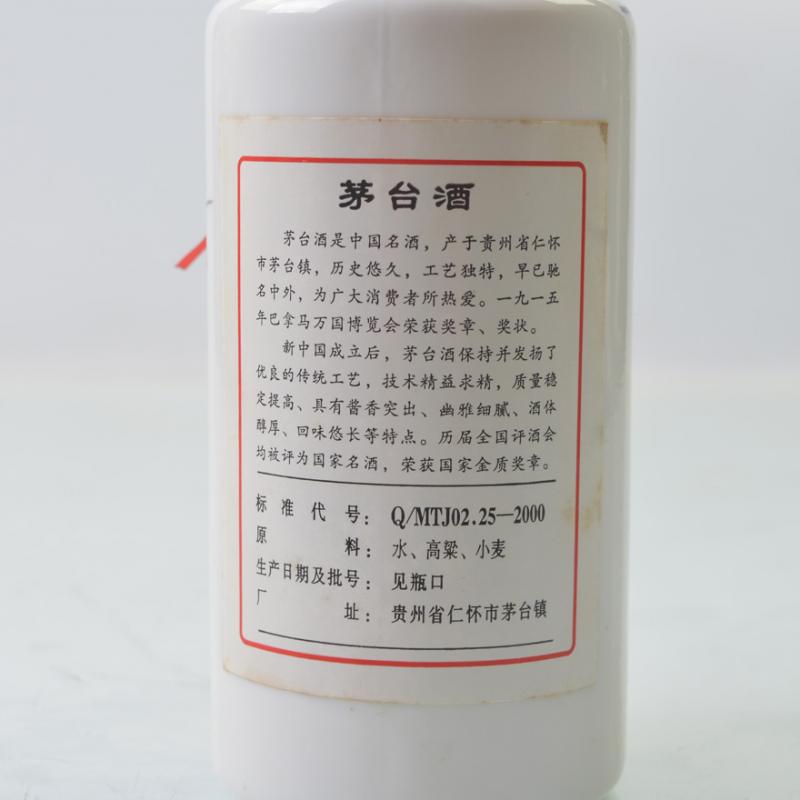 茅台酒
茅台酒是中国名酒，产于贵州省仁怀
市茅台镇，历史悠久，工艺独特，早已驰
名中外，为广大消费者所热爱。一九一五
年巴拿马万国博览会荣获奖章、奖状。
新中国成立后，茅台酒保持并发扬了
优良的传统工艺，技术精益求精，质量稳
定提高、具有酱香突出、幽雅细腻、酒体
醇厚、回味悠长等特点。历届全国评酒会
均被评为国家名酒，荣获国家金质奖章。
标准代号：Q/MTJ02.25—2000
原料：水、高粱、小麦
生产日期及批号：见瓶口
厂址：贵州省仁怀市茅台镇